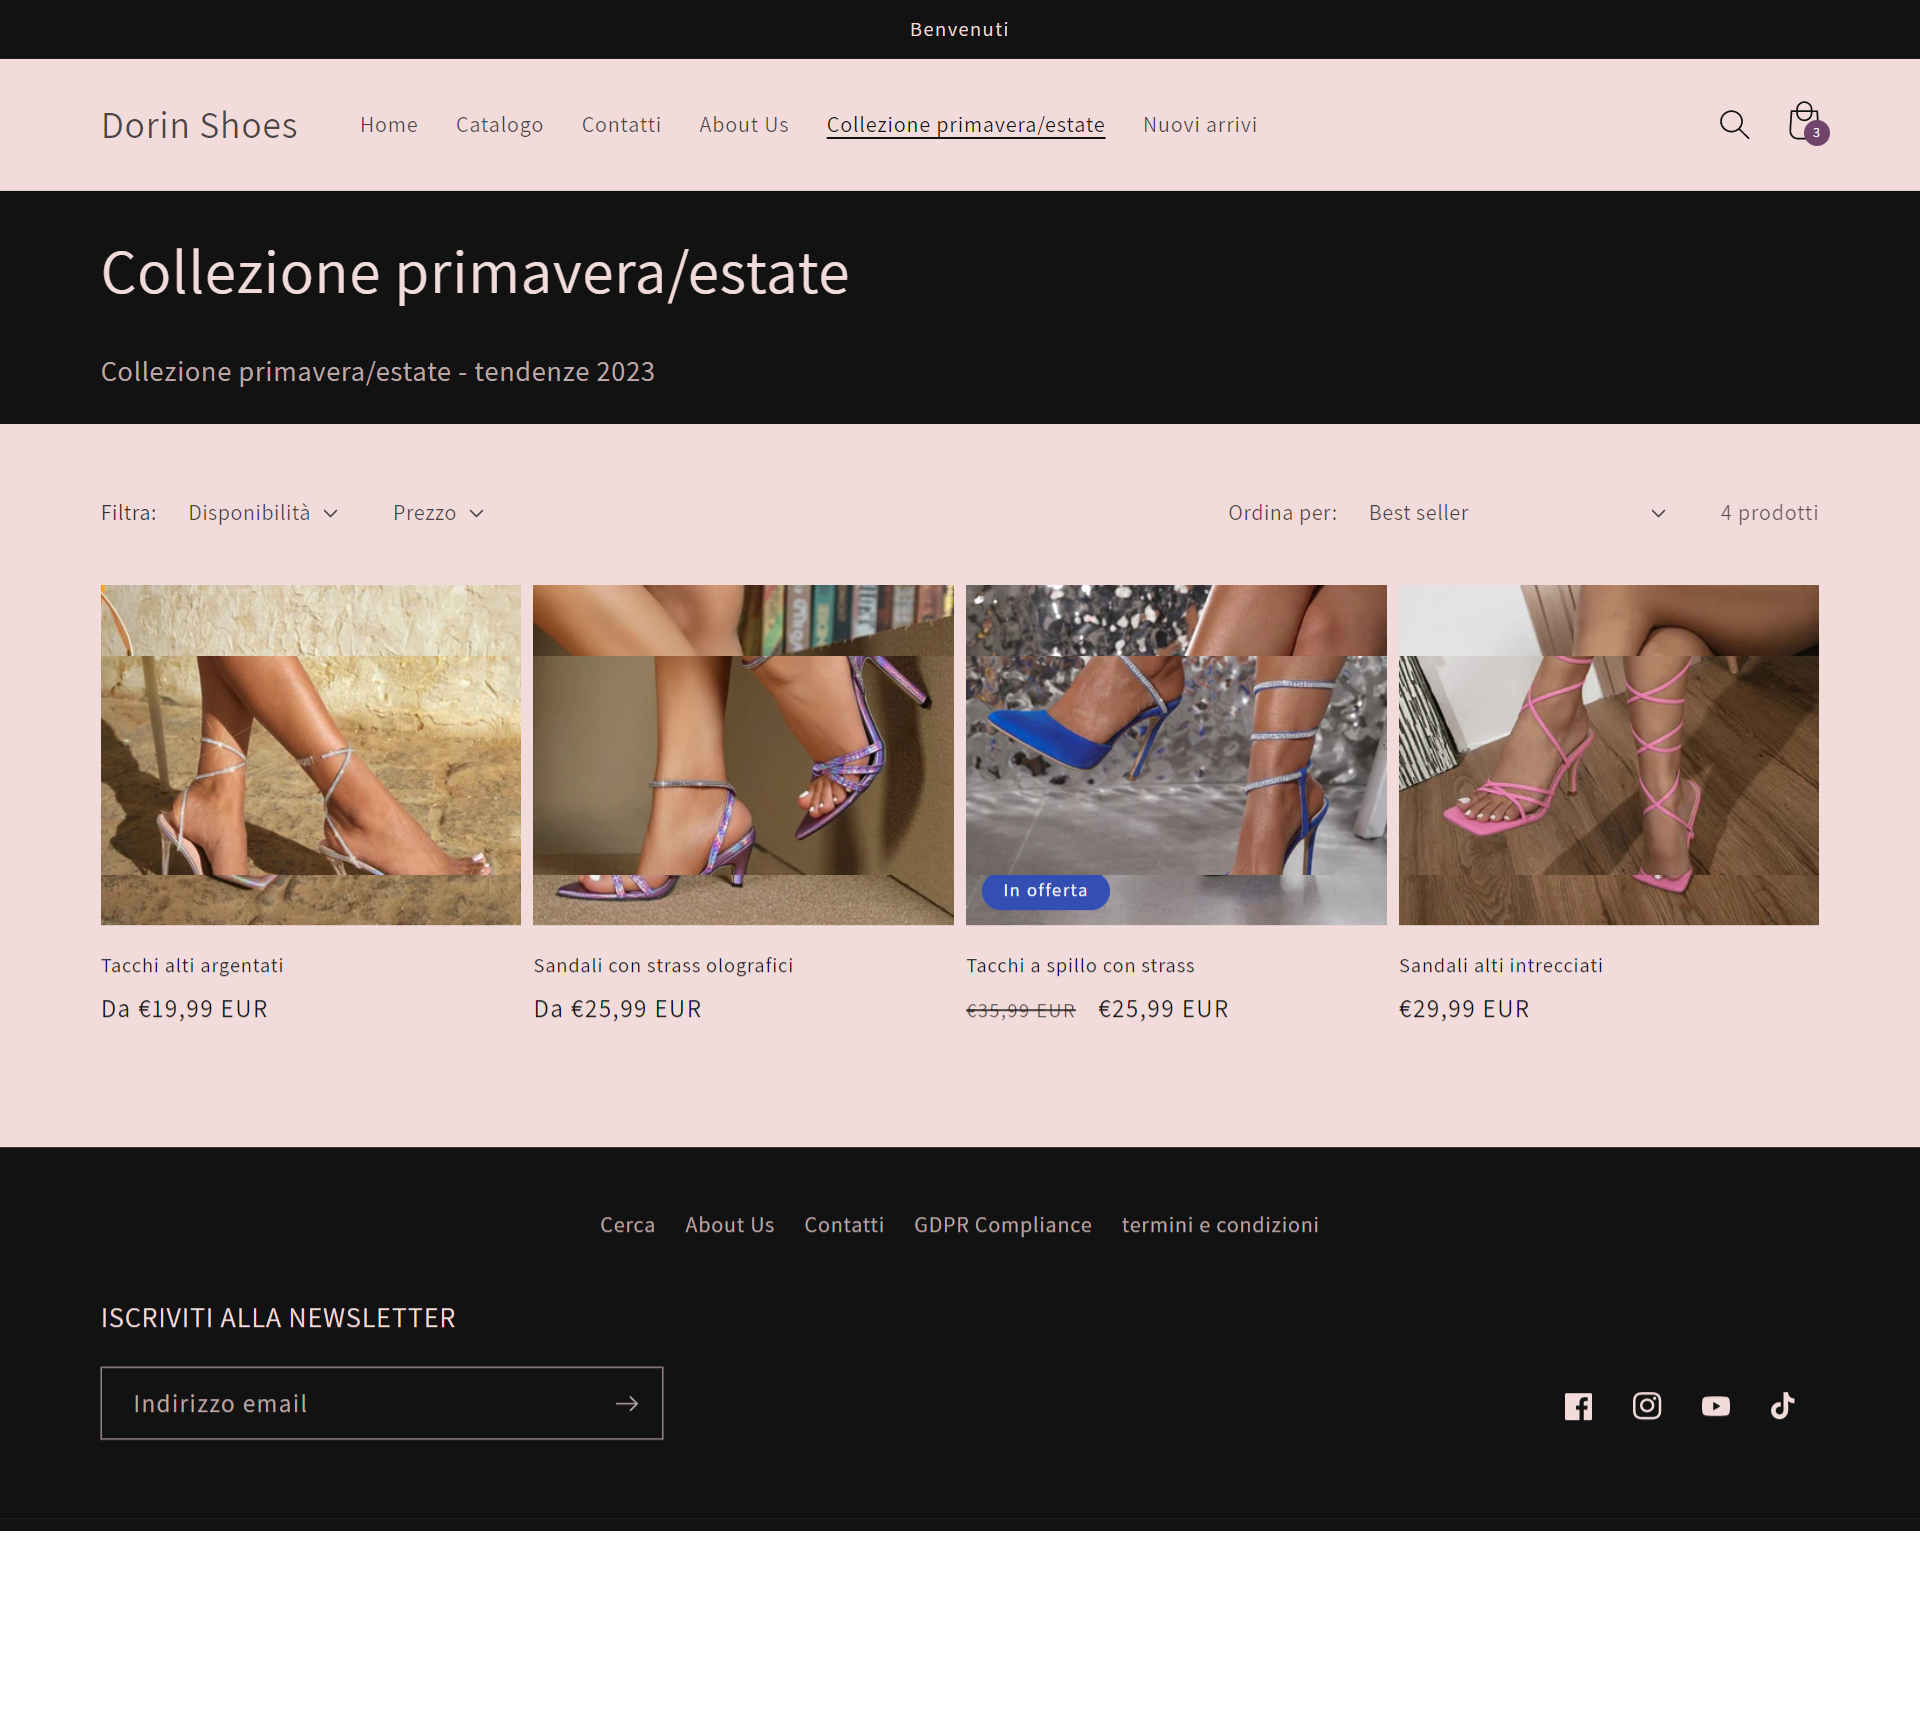 Benvenuti
Dorin Shoes
Home Catalogo Contatti About Us Collezione primavera/estate Nuovi arrivi
3
Collezione primavera/estate
Collezione primavera/estate - tendenze 2023
Filtra: Disponibilità Prezzo Ordina per: Best seller 4 prodotti
In offerta
Tacchi alti argentati
Da €19,99 EUR
Sandali con strass olografici
Da €25,99 EUR
Tacchi a spillo con strass
€35,99 EUR €25,99 EUR
Sandali alti intrecciati
€29,99 EUR
Cerca About Us Contatti GDPR Compliance termini e condizioni
ISCRIVITI ALLA NEWSLETTER
Indirizzo email